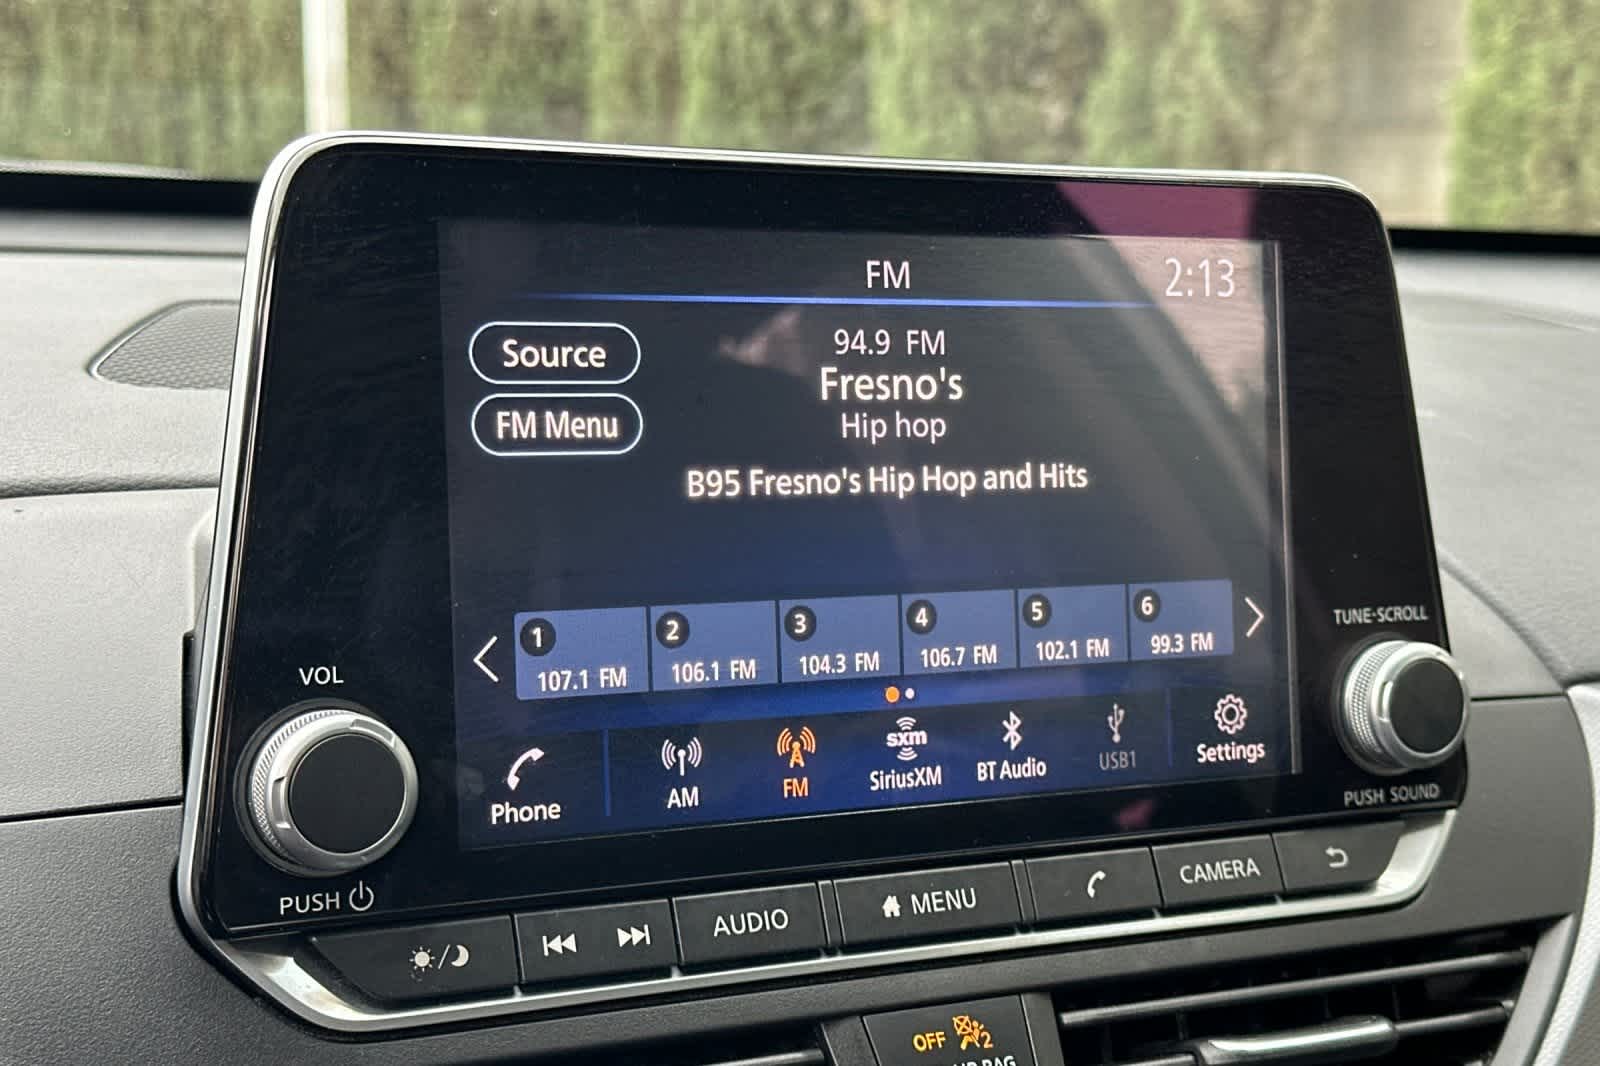 FM
2:13
Source
94.9 FM
Fresno's
FM Menu
Hip hop
B95 Fresno's Hip Hop and Hits
1 2 3 4 5 6
107.1 FM 106.1 FM 104.3 FM 106.7 FM 102.1 FM 99.3 FM
TUNE·SCROLL
VOL
sxm
Phone AM FM SiriusXM BT Audio USB1 Settings
PUSH SOUND
PUSH
AUDIO MENU CAMERA
OFF 2